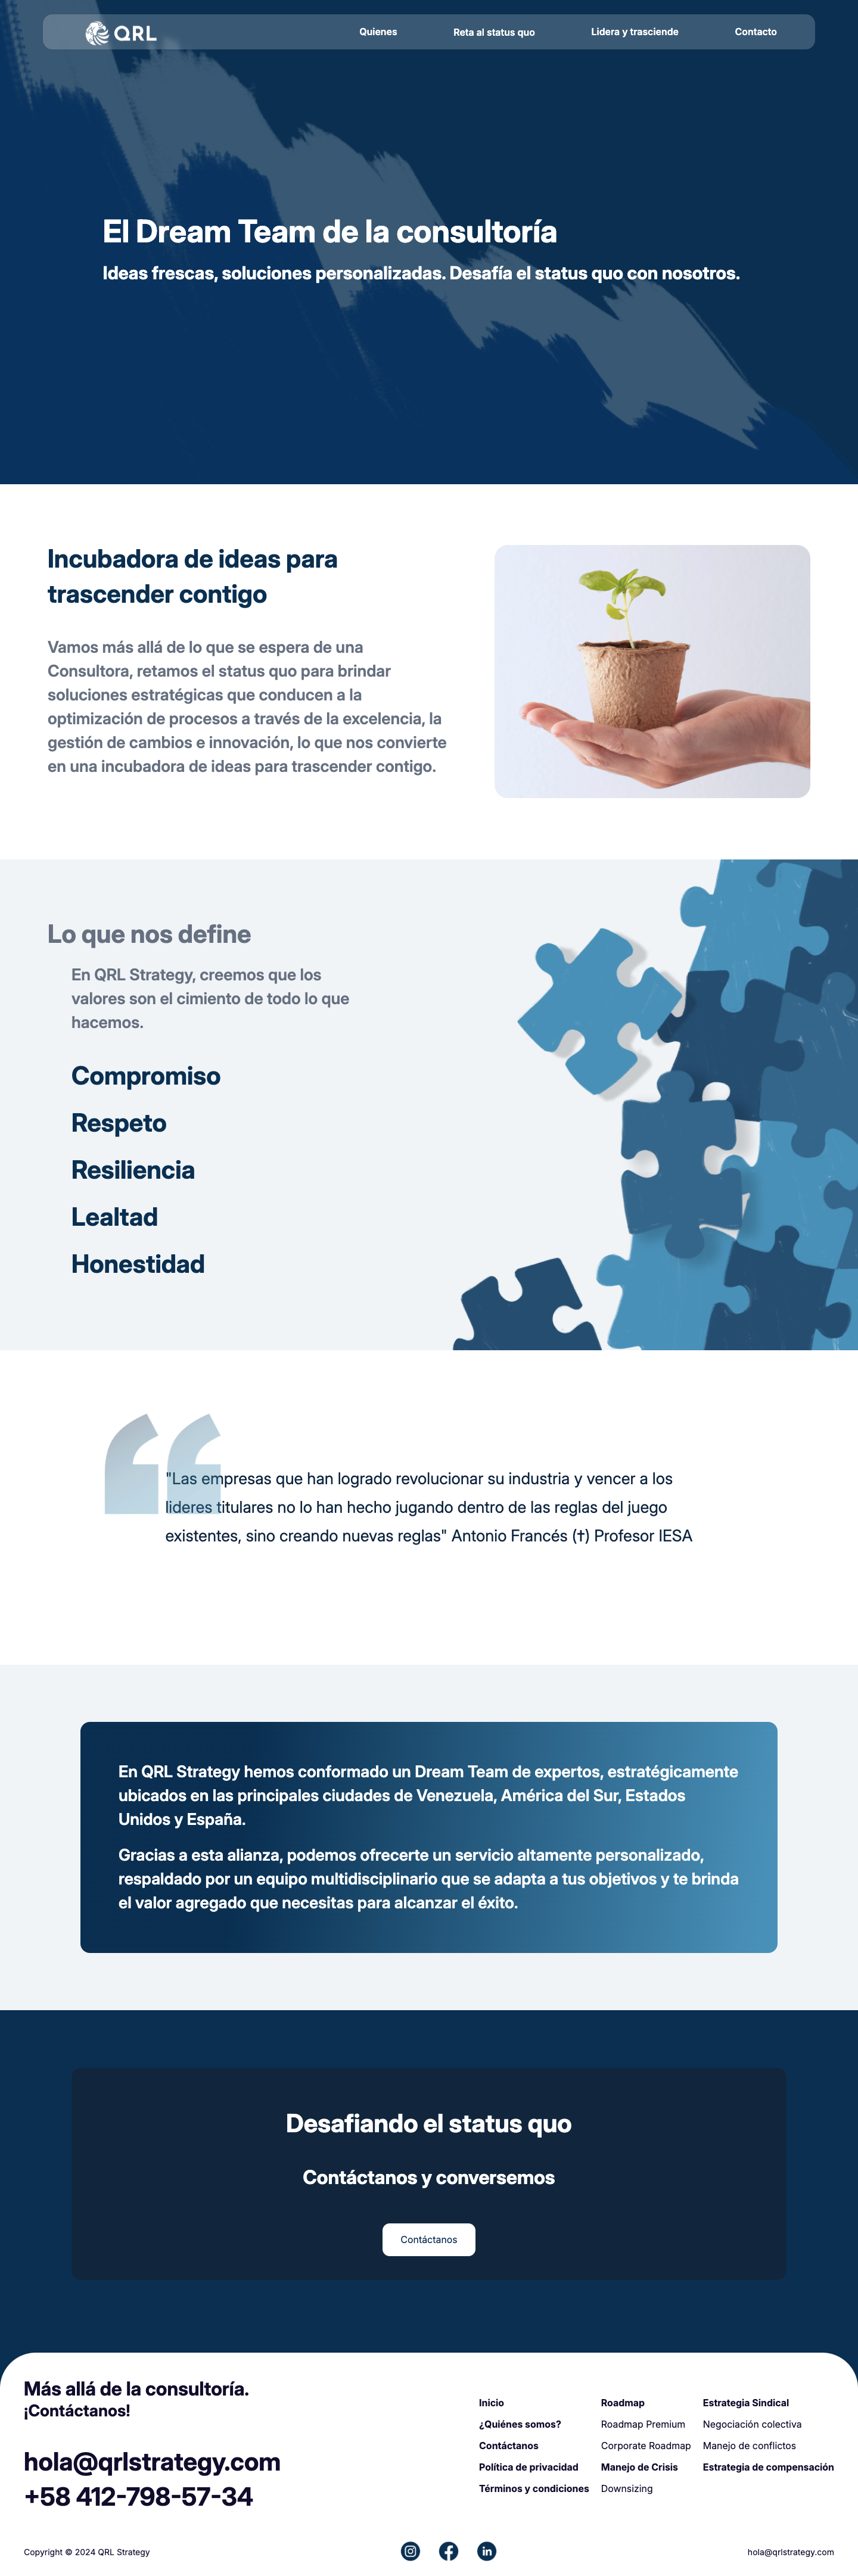 QRL
Quienes
Reta al status quo
Lidera y trasciende
Contacto
El Dream Team de la consultoría
Ideas frescas, soluciones personalizadas. Desafía el status quo con nosotros.
Incubadora de ideas para
trascender contigo
Vamos más allá de lo que se espera de una
Consultora, retamos el status quo para brindar
soluciones estratégicas que conducen a la
optimización de procesos a través de la excelencia, la
gestión de cambios e innovación, lo que nos convierte
en una incubadora de ideas para trascender contigo.
Lo que nos define
En QRL Strategy, creemos que los
valores son el cimiento de todo lo que
hacemos.
Compromiso
Respeto
Resiliencia
Lealtad
Honestidad
"Las empresas que han logrado revolucionar su industria y vencer a los
lideres titulares no lo han hecho jugando dentro de las reglas del juego
existentes, sino creando nuevas reglas" Antonio Francés (†) Profesor IESA
En QRL Strategy hemos conformado un Dream Team de expertos, estratégicamente
ubicados en las principales ciudades de Venezuela, América del Sur, Estados
Unidos y España.
Gracias a esta alianza, podemos ofrecerte un servicio altamente personalizado,
respaldado por un equipo multidisciplinario que se adapta a tus objetivos y te brinda
el valor agregado que necesitas para alcanzar el éxito.
Desafiando el status quo
Contáctanos y conversemos
Contáctanos
Más allá de la consultoría.
¡Contáctanos!
hola@qrlstrategy.com
+58 412-798-57-34
Inicio
¿Quiénes somos?
Contáctanos
Política de privacidad
Términos y condiciones
Roadmap
Roadmap Premium
Corporate Roadmap
Manejo de Crisis
Downsizing
Estrategia Sindical
Negociación colectiva
Manejo de conflictos
Estrategia de compensación
Copyright © 2024 QRL Strategy
in
hola@qrlstrategy.com